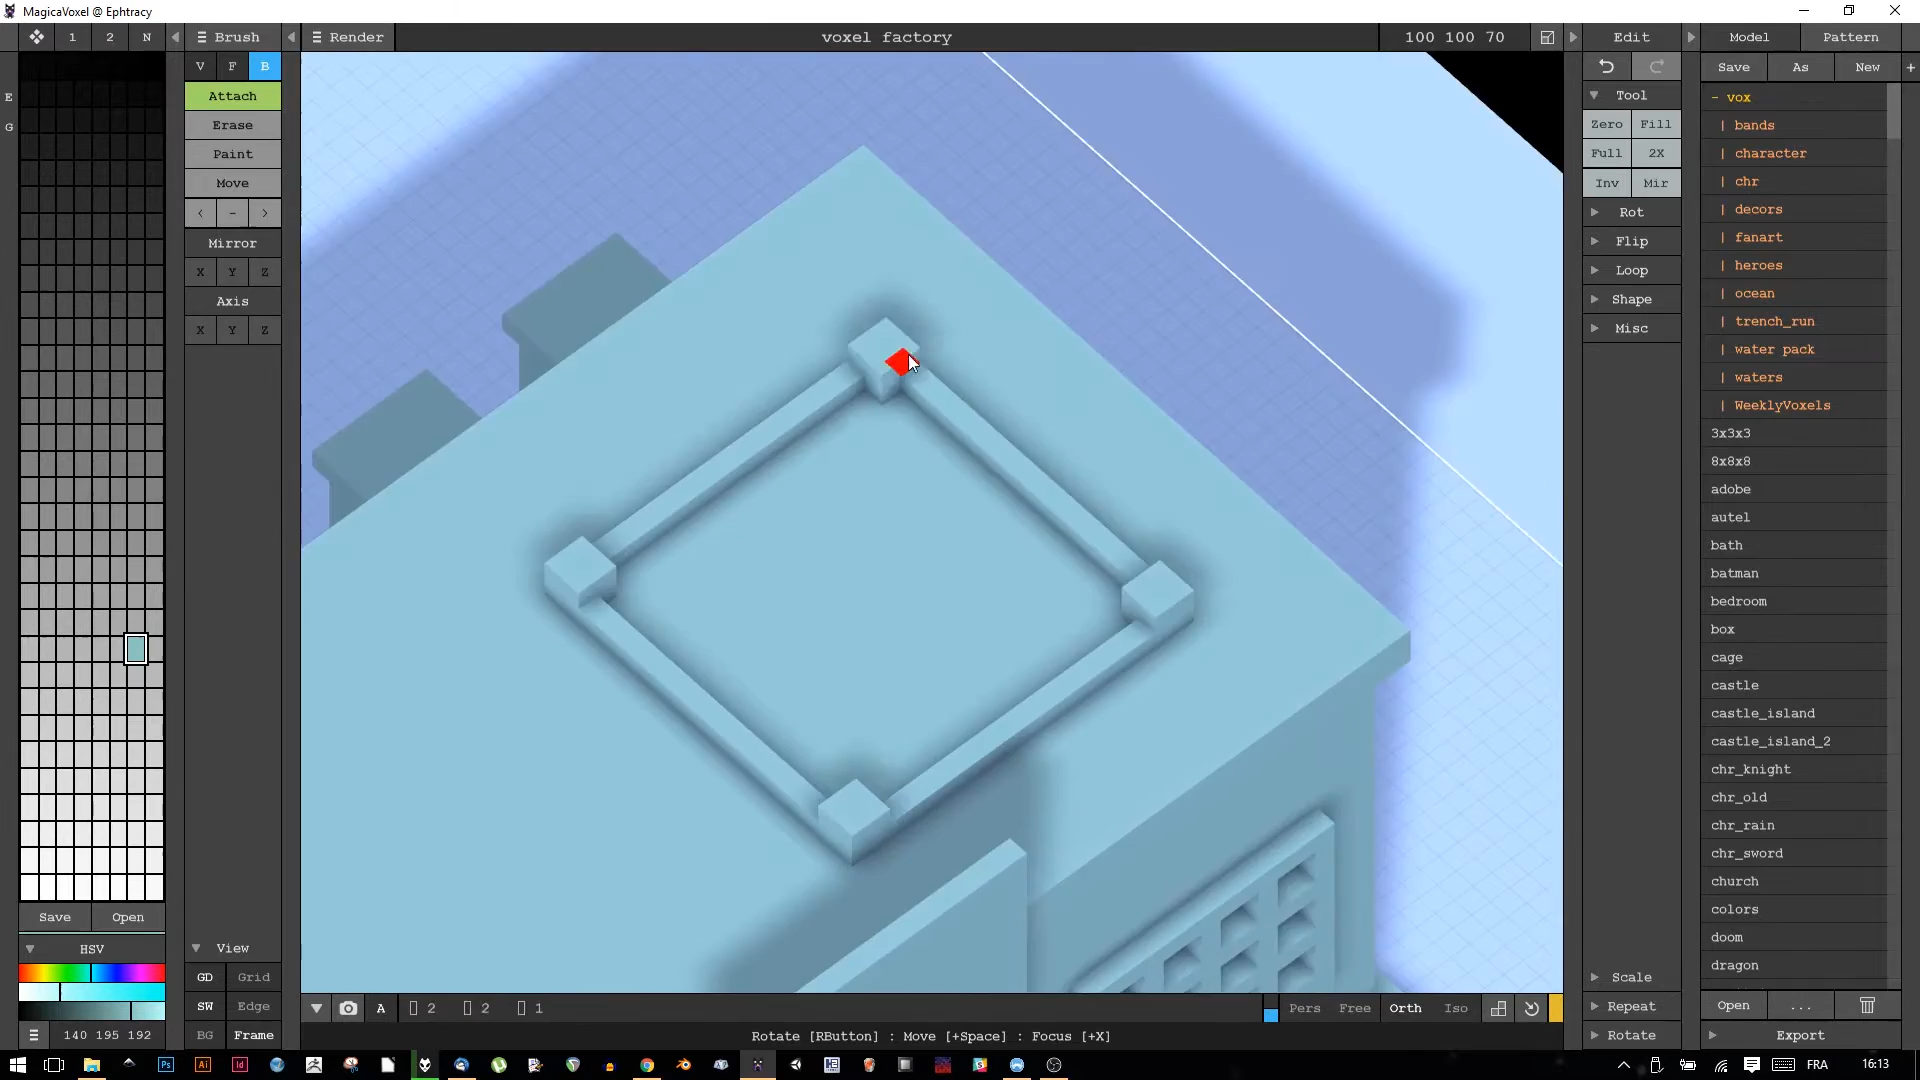 MagicaVoxel @ Ephtracy
1 2 N Brush Render voxel factory 100 100 70 Edit Model Pattern
V F B Save As New +
E Attach Tool - vox
G Erase Zero Fill | bands
Paint Full 2X | character
Move Inv Mir | chr
< - > Rot | decors
Mirror Flip | fanart
X Y Z Loop | heroes
Axis Shape | ocean
X Y Z Misc | trench_run
| water pack
| waters
| WeeklyVoxels
3x3x3
8x8x8
adobe
autel
bath
batman
bedroom
box
cage
castle
castle_island
castle_island_2
chr_knight
chr_old
chr_rain
chr_sword
church
Save Open colors
doom
HSV View dragon
GD Grid Scale
SW Edge A 2 2 1 Pers Free Orth Iso Repeat Open ...
140 195 192 BG Frame Rotate [RButton] : Move [+Space] : Focus [+X] Rotate Export
Ps Ai Id FRA 16:13